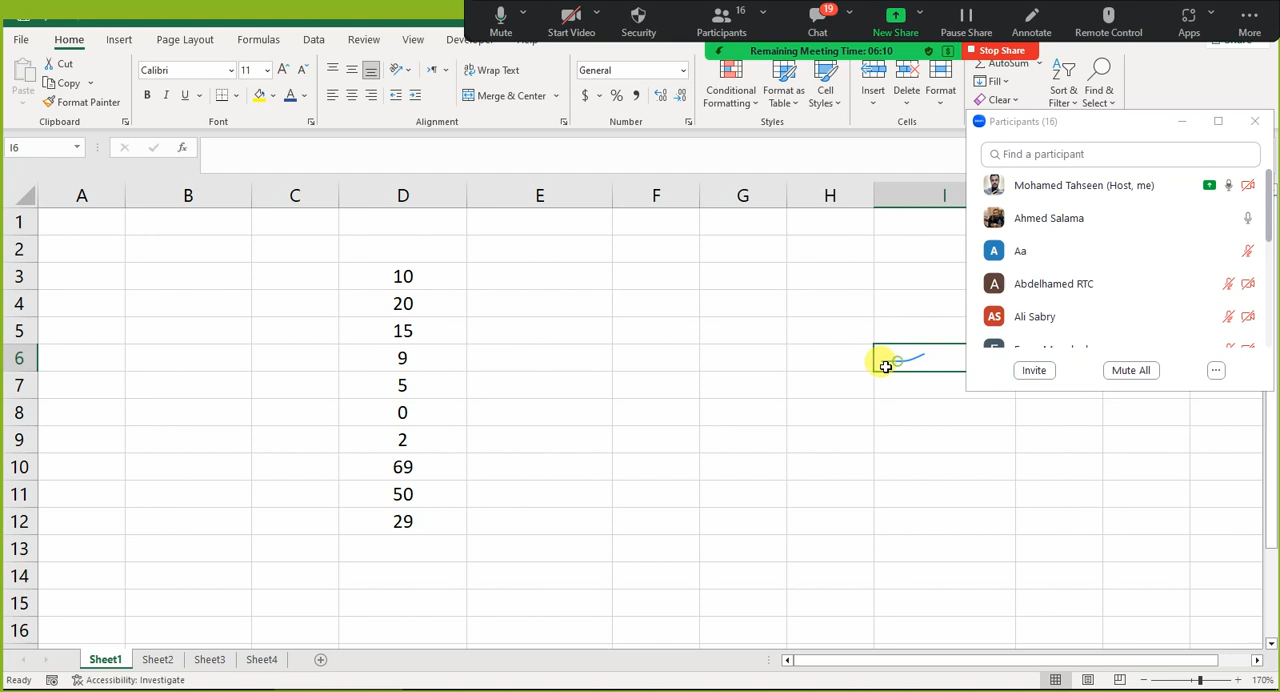 Mute
Start Video
Security
Participants
16
Chat
19
New Share
Pause Share
Annotate
Remote Control
Apps
More
Remaining Meeting Time: 06:10
Stop Share
File
Home
Insert
Page Layout
Formulas
Data
Review
View
Paste
Cut
Copy
Format Painter
Clipboard
Calibri
11
B I U
Font
Wrap Text
Merge & Center
Alignment
General
$ % 9
Number
Conditional Formatting
Format as Table
Cell Styles
Styles
Insert
Delete
Format
Cells
AutoSum
Fill
Clear
Sort & Filter
Find & Select
I6
fx
Participants (16)
Find a participant
Mohamed Tahseen (Host, me)
Ahmed Salama
A Aa
A Abdelhamed RTC
AS Ali Sabry
Invite
Mute All
A B C D E F G H I
1
2
3 10
4 20
5 15
6 9
7 5
8 0
9 2
10 69
11 50
12 29
13
14
15
16
Sheet1
Sheet2
Sheet3
Sheet4
Ready
Accessibility: Investigate
170%